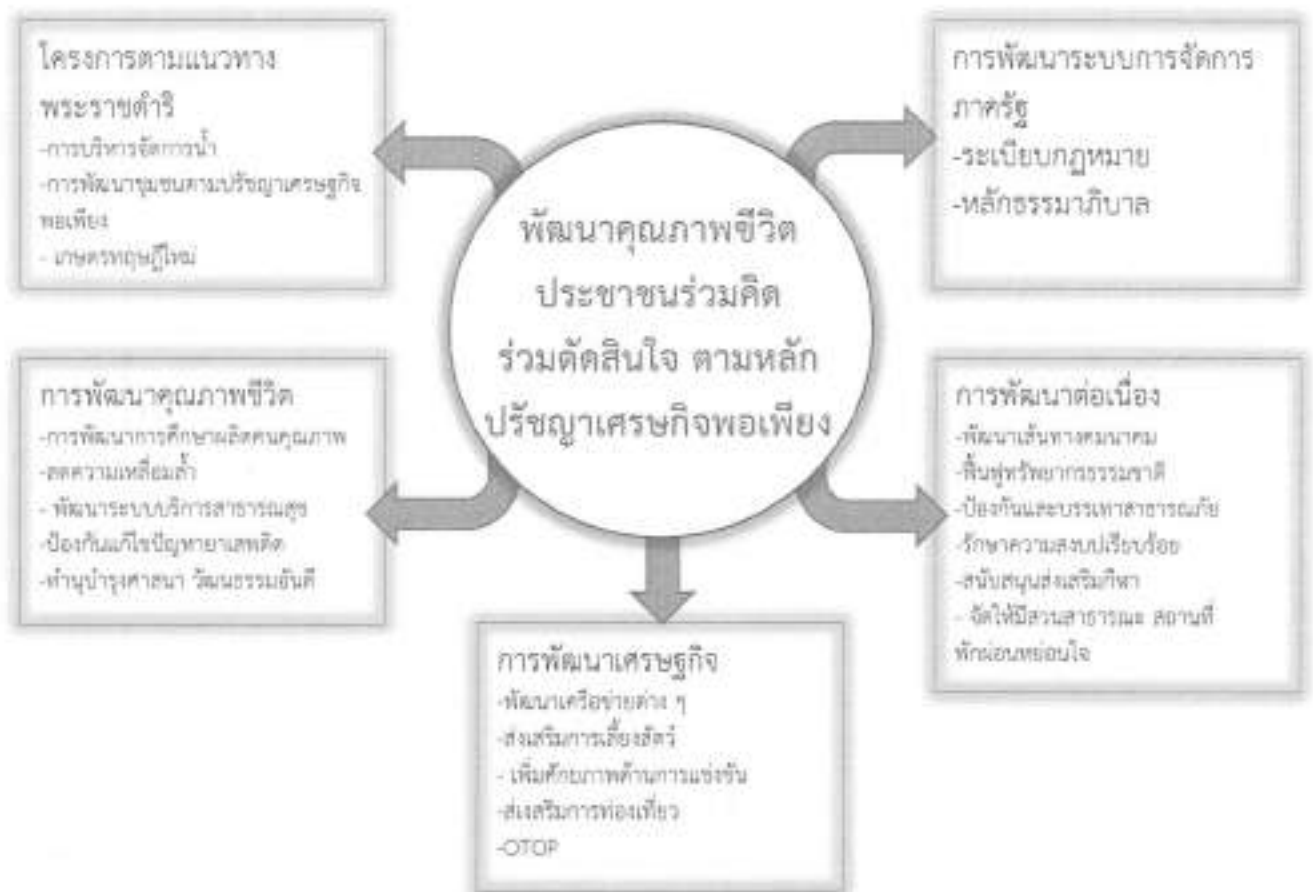 โครงการตามแนวทาง
พระราชดำริ
-การบริหารจัดการน้ำ
-การพัฒนาชุมชนตามปรัชญาเศรษฐกิจ
พอเพียง
- เกษตรทฤษฎีใหม่
การพัฒนาระบบการจัดการ
ภาครัฐ
-ระเบียบกฎหมาย
-หลักธรรมาภิบาล
พัฒนาคุณภาพชีวิต
ประชาชนร่วมคิด
ร่วมตัดสินใจ ตามหลัก
ปรัชญาเศรษกิจพอเพียง
การพัฒนาคุณภาพชีวิต
-การพัฒนาการศึกษาผลิตคนคุณภาพ
-ลดความเหลื่อมล้ำ
- พัฒนาระบบบริการสาธารณสุข
-ป้องกันแก้ไขปัญหายาเสพติด
-ทำนุบำรุงศาสนา วัฒนธรรมอันดี
การพัฒนาต่อเนื่อง
-พัฒนาเส้นทางคมนาคม
-ฟื้นฟูทรัพยากรธรรมชาติ
-ป้องกันและบรรเทาสาธารณภัย
-รักษาความสงบเรียบร้อย
-สนับสนุนส่งเสริมกีฬา
- จัดให้มีสวนสาธารณะ สถานที่
พักผ่อนหย่อนใจ
การพัฒนาเศรษฐกิจ
-พัฒนาเครือข่ายต่าง ๆ
-ส่งเสริมการเลี้ยงสัตว์
- เพิ่มศักยภาพด้านการแข่งขัน
-ส่งเสริมการท่องเที่ยว
-OTOP